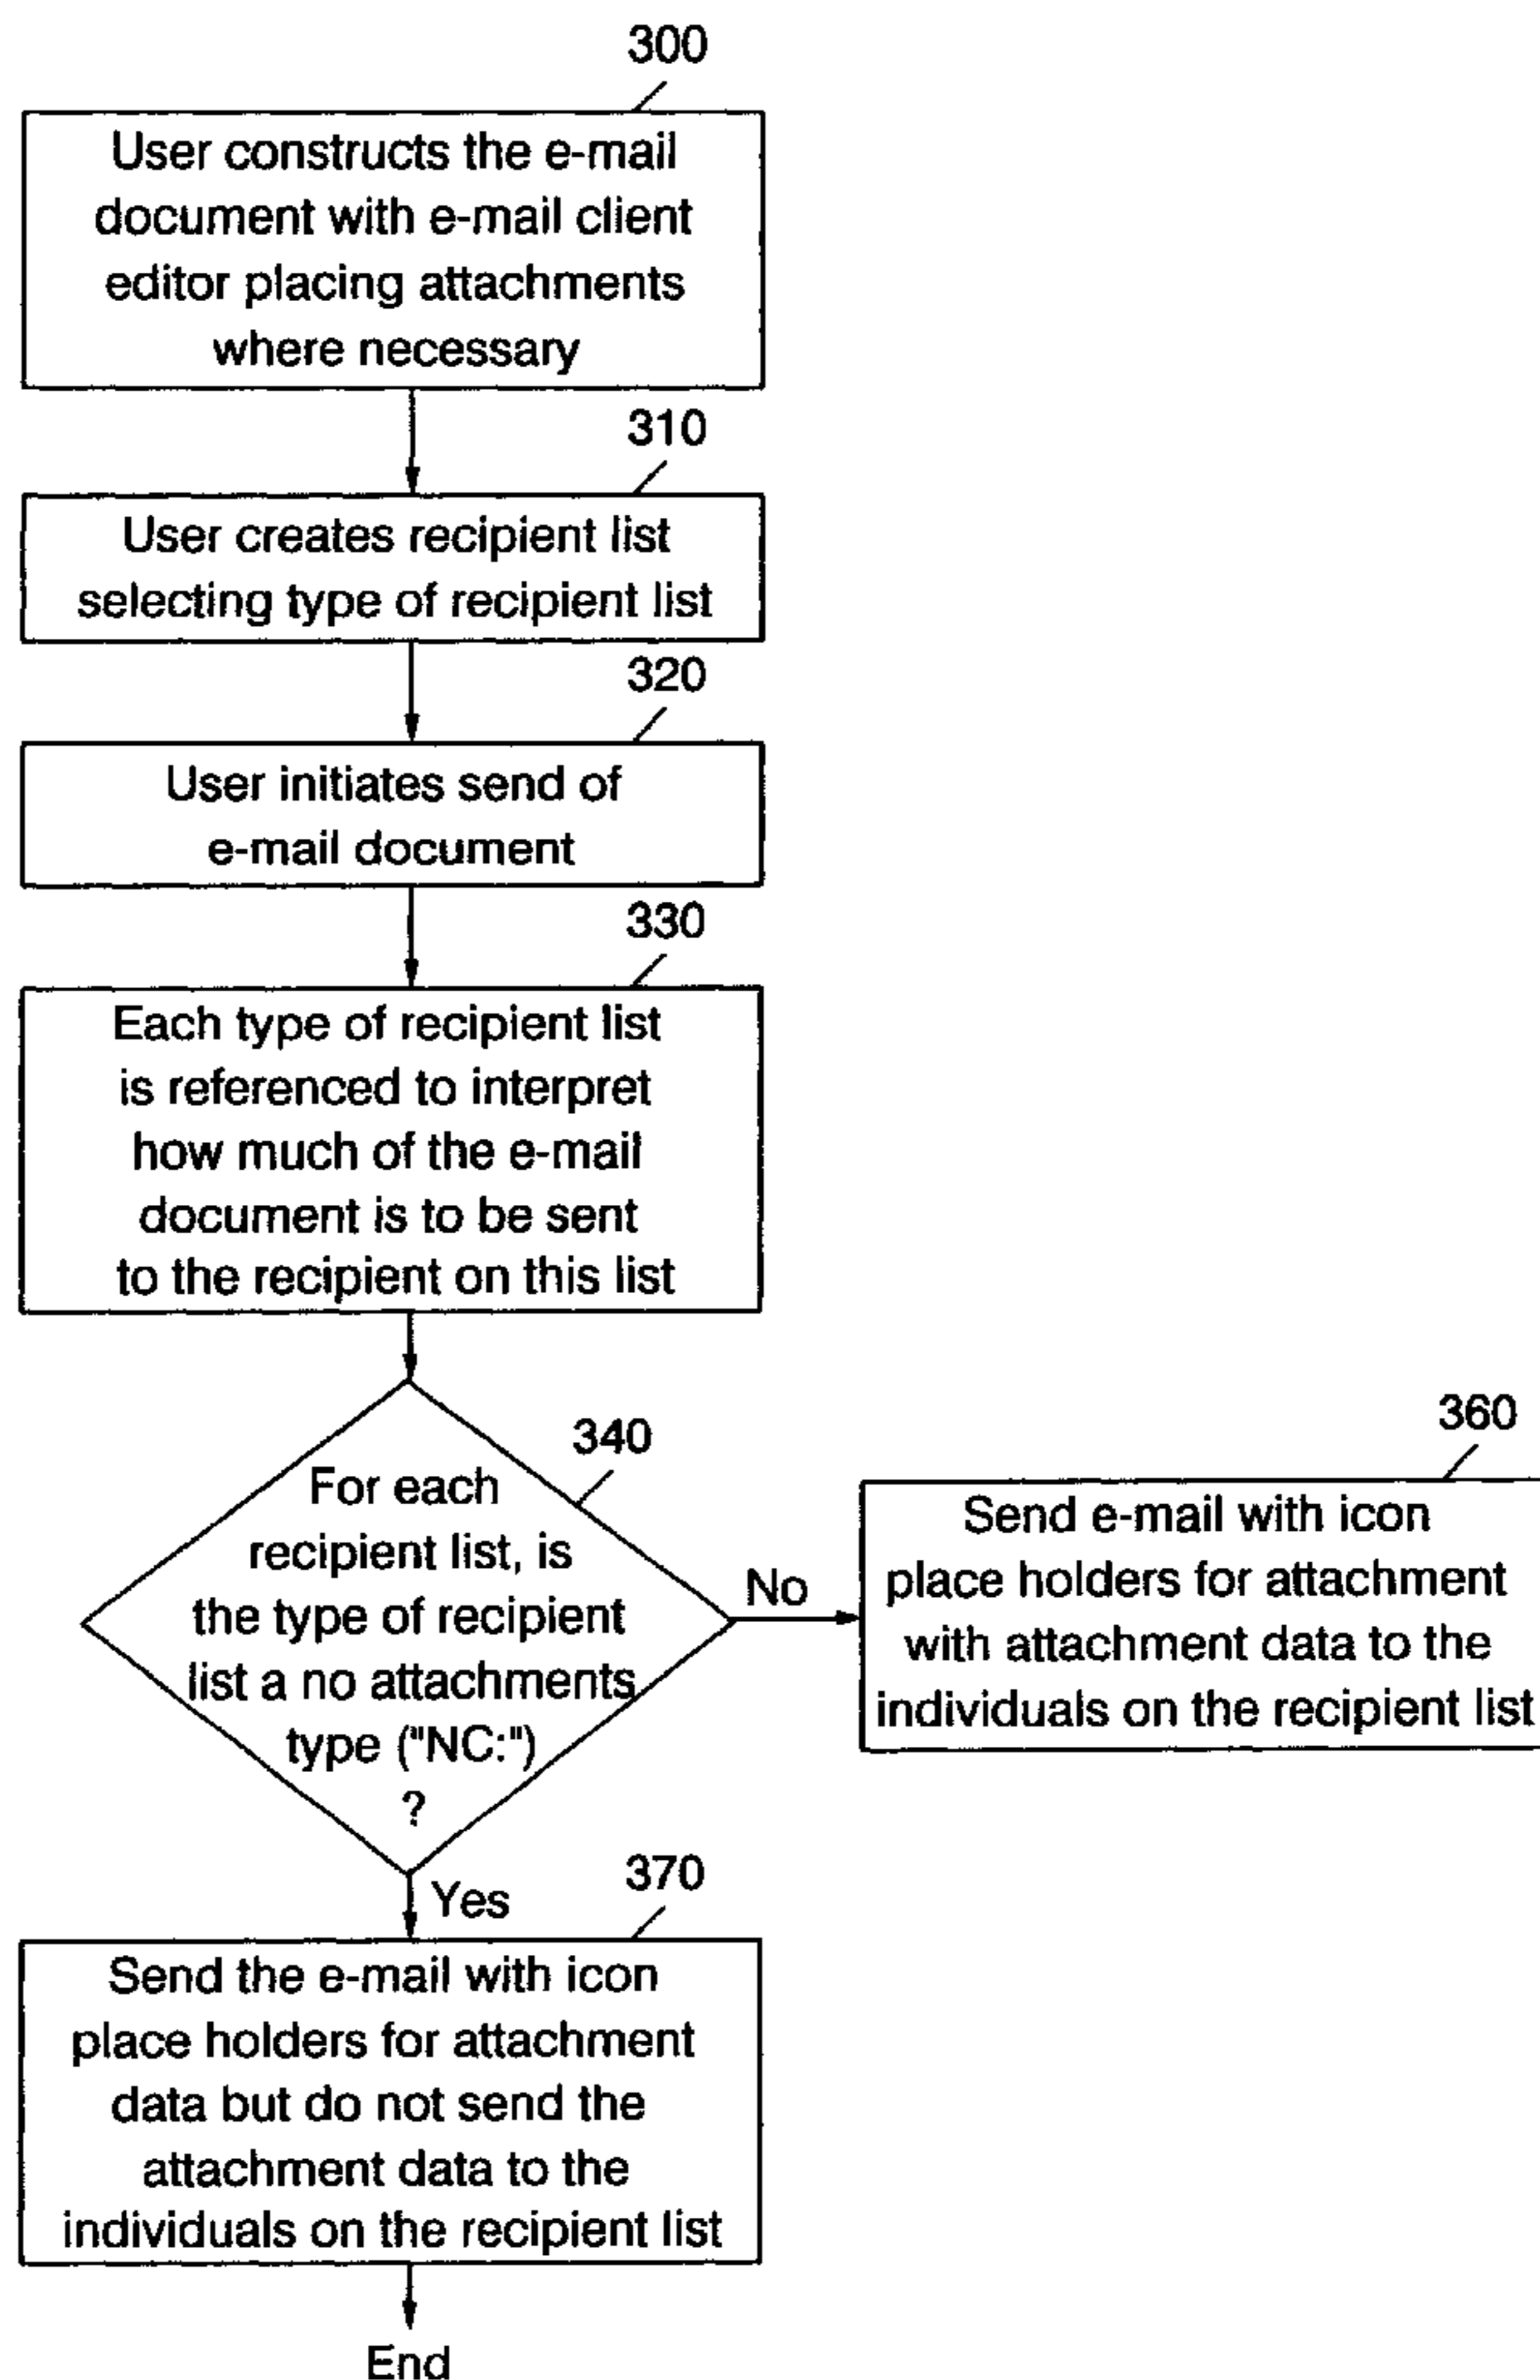 300
User constructs the e-mail
document with e-mail client
editor placing attachments
where necessary
310
User creates recipient list
selecting type of recipient list
320
User initiates send of
e-mail document
330
Each type of recipient list
is referenced to interpret
how much of the e-mail
document is to be sent
to the recipient on this list
340
For each
recipient list, is
the type of recipient
list a no attachments
type ("NC:")
?
No
360
Send e-mail with icon
place holders for attachment
with attachment data to the
individuals on the recipient list
Yes
370
Send the e-mail with icon
place holders for attachment
data but do not send the
attachment data to the
individuals on the recipient list
End